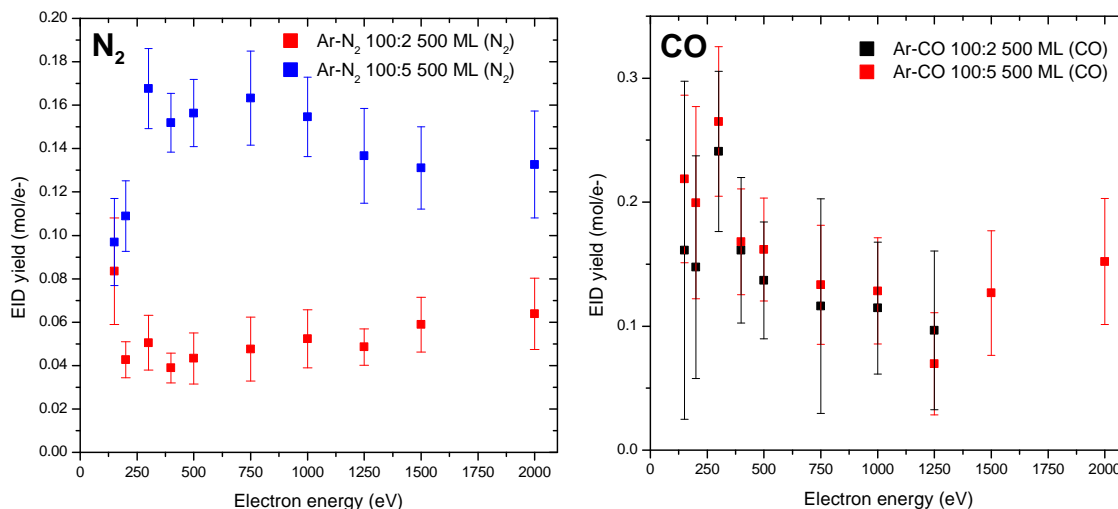 N₂
Ar-N₂ 100:2 500 ML (N₂)
Ar-N₂ 100:5 500 ML (N₂)
EID yield (mol/e-)
0.20
0.18
0.16
0.14
0.12
0.10
0.08
0.06
0.04
0.02
0.00
0 250 500 750 1000 1250 1500 1750 2000
Electron energy (eV)
CO
Ar-CO 100:2 500 ML (CO)
Ar-CO 100:5 500 ML (CO)
EID yield (mol/e-)
0.3
0.2
0.1
0.0
0 250 500 750 1000 1250 1500 1750 2000
Electron energy (eV)